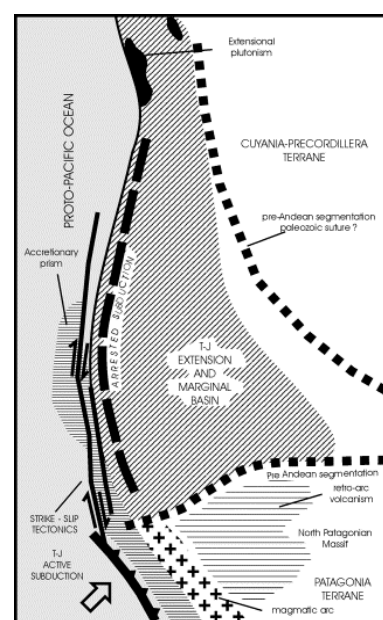 Extensional
plutonism
PROTO-PACIFIC OCEAN
CUYANIA-PRECORDILLERA
TERRANE
pre-Andean segmentation
paleozoic suture ?
Accretionary
prism
ARRESTED SUBDUCTION
T-J
EXTENSION
AND
MARGINAL
BASIN
Pre Andean segmentation
retro-arc
volcanism
STRIKE - SLIP
TECTONICS
North Patagonian
Massif
T-J
ACTIVE
SUBDUCTION
PATAGONIA
TERRANE
magmatic arc